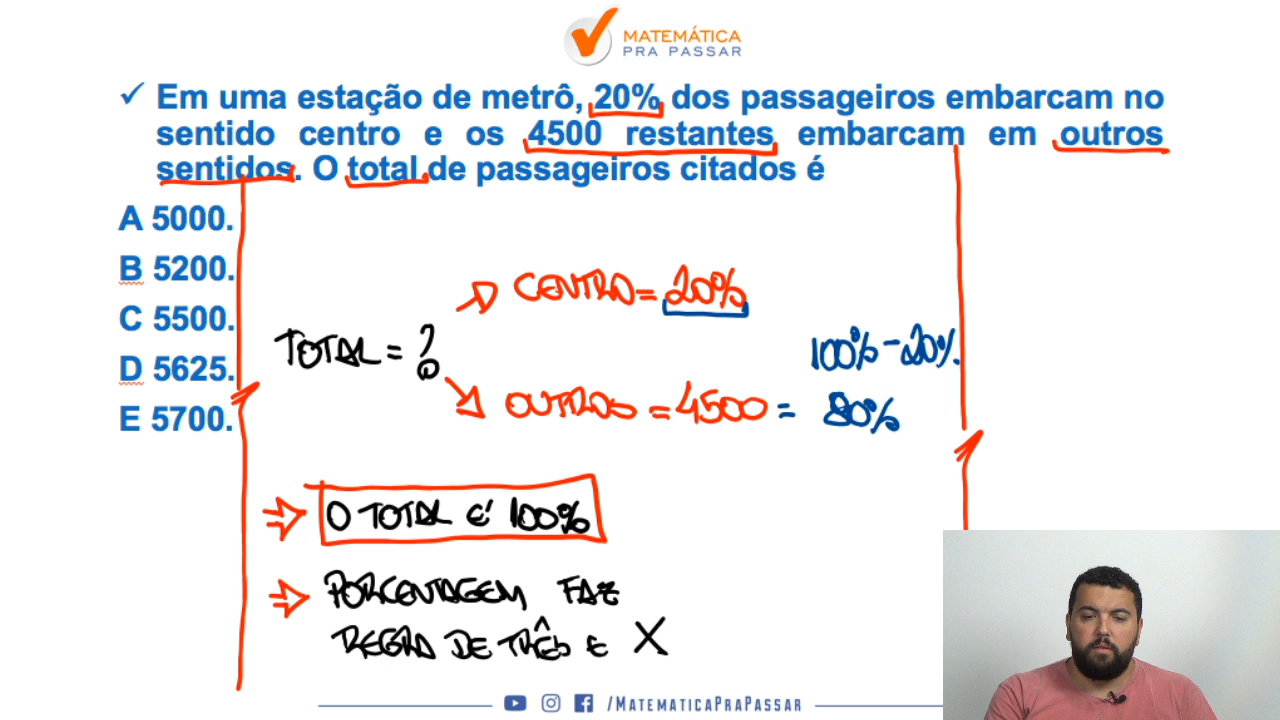 MATEMÁTICA
PRA PASSAR
✓ Em uma estação de metrô, 20% dos passageiros embarcam no
sentido centro e os 4500 restantes embarcam em outros
sentidos. O total de passageiros citados é
A 5000.
B 5200.
C 5500.
D 5625.
E 5700.
CENTRO = 20%
TOTAL = ?
100% - 20%
OUTROS = 4500 = 80%
O TOTAL É 100%
PORCENTAGEM FAZ
REGRA DE TRÊS E X
/MATEMATICAPRAPASSAR